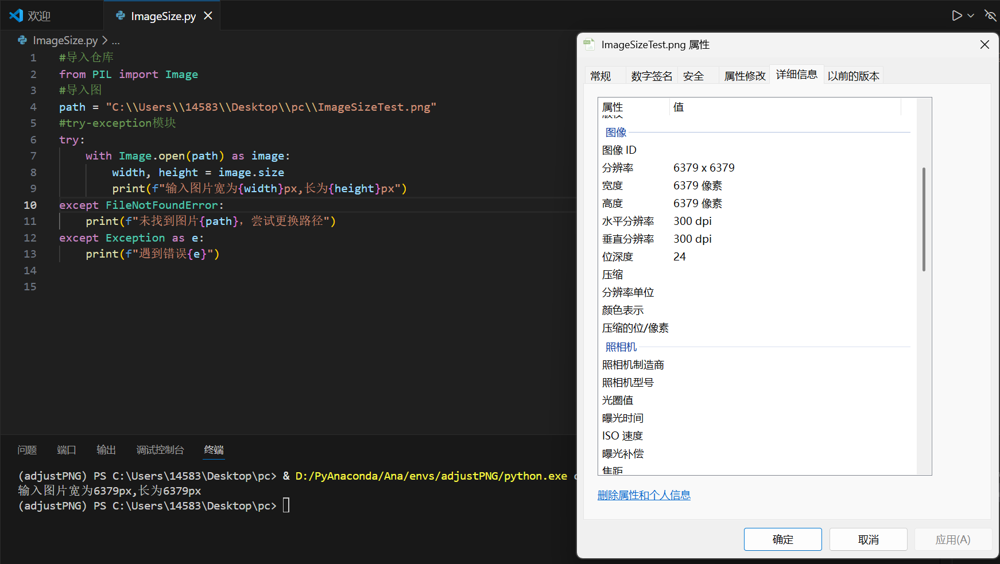 欢迎
ImageSize.py
ImageSize.py > ...
1 #导入仓库
2 from PIL import Image
3 #导入图
4 path = "C:\\Users\\14583\\Desktop\\pc\\ImageSizeTest.png"
5 #try-exception模块
6 try:
7 with Image.open(path) as image:
8 width, height = image.size
9 print(f"输入图片宽为{width}px,长为{height}px")
10 except FileNotFoundError:
11 print(f"未找到图片{path}，尝试更换路径")
12 except Exception as e:
13 print(f"遇到错误{e}")
14
15
问题 端口 输出 调试控制台 终端
(adjustPNG) PS C:\Users\14583\Desktop\pc> & D:/PyAnaconda/Ana/envs/adjustPNG/python.exe
输入图片宽为6379px,长为6379px
(adjustPNG) PS C:\Users\14583\Desktop\pc>
ImageSizeTest.png 属性
常规 数字签名 安全 属性修改 详细信息 以前的版本
属性 值
图像
图像 ID
分辨率 6379 x 6379
宽度 6379 像素
高度 6379 像素
水平分辨率 300 dpi
垂直分辨率 300 dpi
位深度 24
压缩
分辨率单位
颜色表示
压缩的位/像素
照相机
照相机制造商
照相机型号
光圈值
曝光时间
ISO 速度
曝光补偿
焦距
删除属性和个人信息
确定 取消 应用(A)